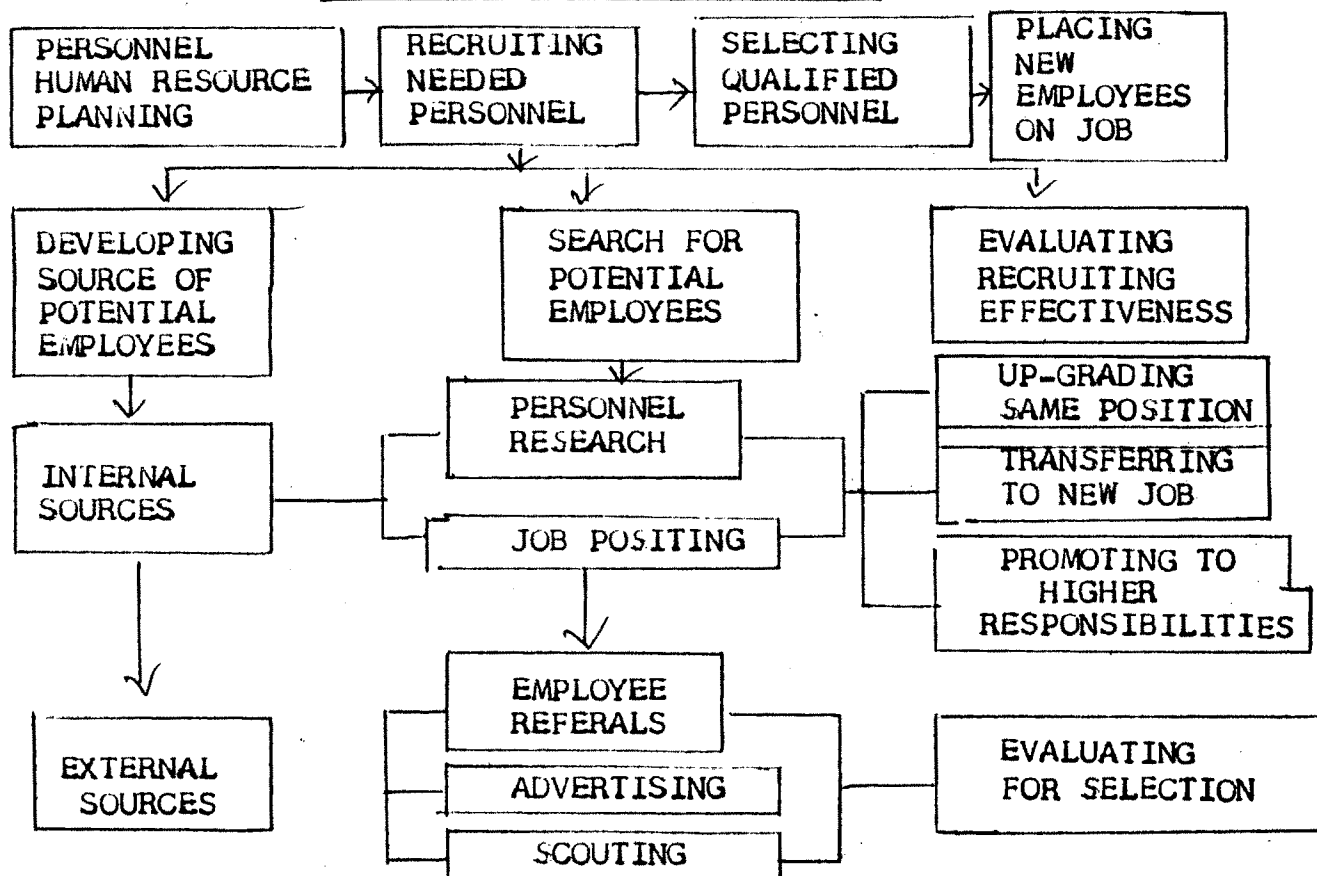 PERSONNEL
HUMAN RESOURCE
PLANNING
RECRUITING
NEEDED
PERSONNEL
SELECTING
QUALIFIED
PERSONNEL
PLACING
NEW
EMPLOYEES
ON JOB
DEVELOPING
SOURCE OF
POTENTIAL
EMPLOYEES
SEARCH FOR
POTENTIAL
EMPLOYEES
EVALUATING
RECRUITING
EFFECTIVENESS
INTERNAL
SOURCES
PERSONNEL
RESEARCH
JOB POSITING
UP-GRADING
SAME POSITION
TRANSFERRING
TO NEW JOB
PROMOTING TO
HIGHER
RESPONSIBILITIES
EXTERNAL
SOURCES
EMPLOYEE
REFERALS
ADVERTISING
SCOUTING
EVALUATING
FOR SELECTION